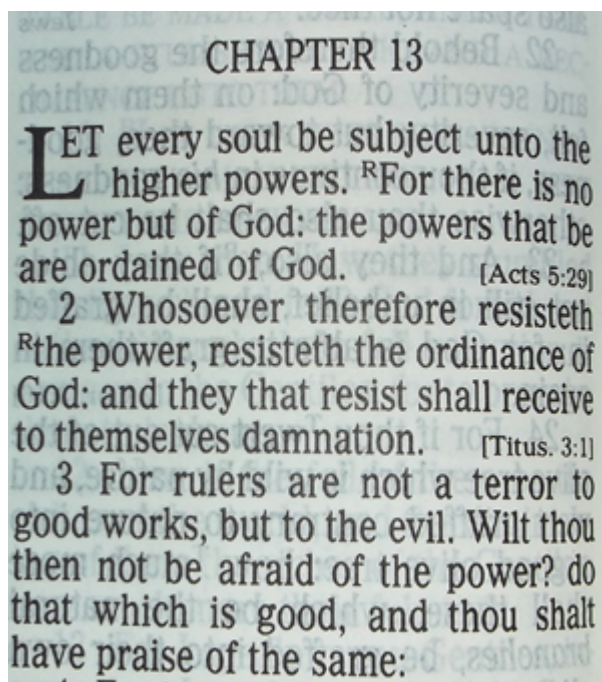 CHAPTER 13
LET every soul be subject unto the
higher powers. RFor there is no
power but of God: the powers that be
are ordained of God. [Acts 5:29]
2 Whosoever therefore resisteth
Rthe power, resisteth the ordinance of
God: and they that resist shall receive
to themselves damnation. [Titus. 3:1]
3 For rulers are not a terror to
good works, but to the evil. Wilt thou
then not be afraid of the power? do
that which is good, and thou shalt
have praise of the same: